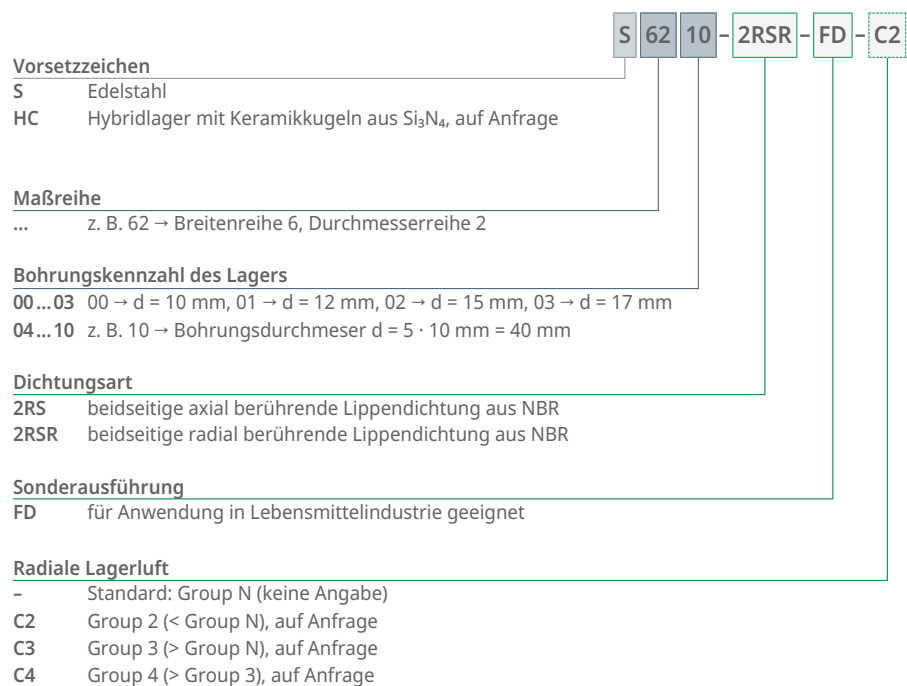 S 62 10 – 2RSR – FD – C2
Vorsetzzeichen
S Edelstahl
HC Hybridlager mit Keramikkugeln aus Si₃N₄, auf Anfrage
Maßreihe
... z. B. 62 → Breitenreihe 6, Durchmesserreihe 2
Bohrungskennzahl des Lagers
00...03 00 → d = 10 mm, 01 → d = 12 mm, 02 → d = 15 mm, 03 → d = 17 mm
04...10 z. B. 10 → Bohrungsdurchmeser d = 5 · 10 mm = 40 mm
Dichtungsart
2RS beidseitige axial berührende Lippendichtung aus NBR
2RSR beidseitige radial berührende Lippendichtung aus NBR
Sonderausführung
FD für Anwendung in Lebensmittelindustrie geeignet
Radiale Lagerluft
– Standard: Group N (keine Angabe)
C2 Group 2 (< Group N), auf Anfrage
C3 Group 3 (> Group N), auf Anfrage
C4 Group 4 (> Group 3), auf Anfrage